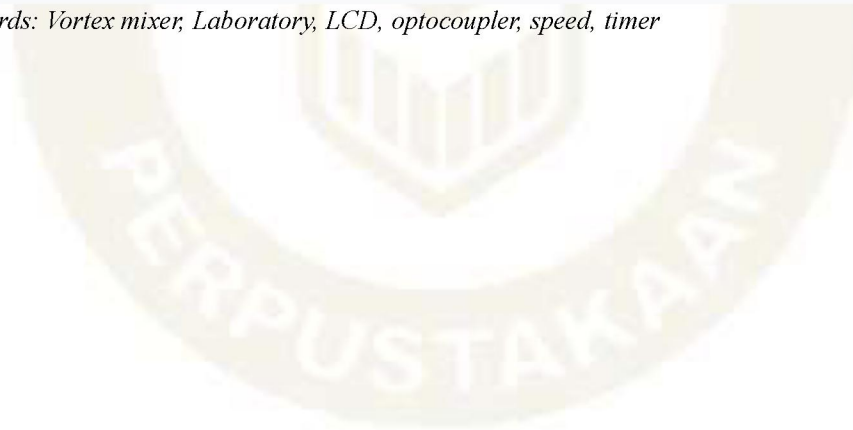 rds: Vortex mixer, Laboratory, LCD, optocoupler, speed, timer
PERPUSTAKAAN